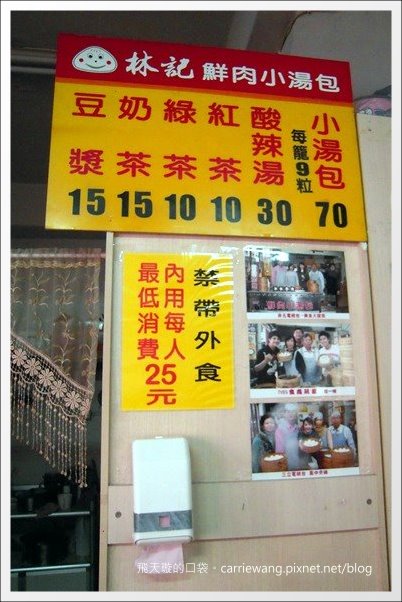 林記 鮮肉小湯包
小湯包
每籠9粒
70
酸辣湯
30
紅茶
10
綠茶
10
奶茶
15
豆漿
15
禁帶外食
內用每人
最低消費25元
飛天璇的口袋。carriewang.pixnet.net/blog